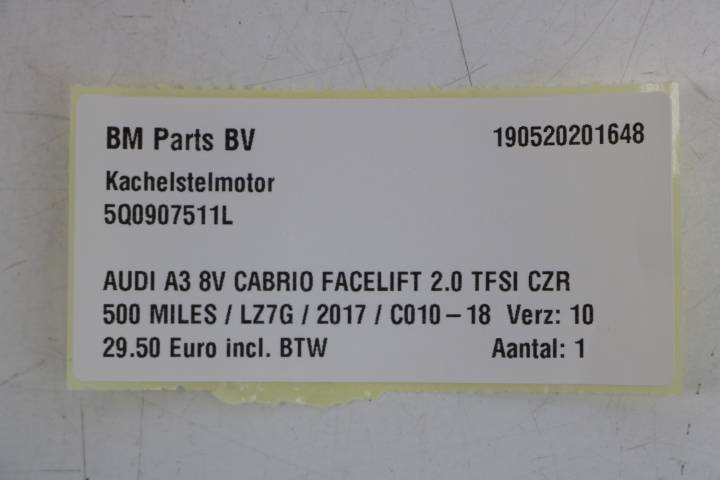 BM Parts BV 190520201648
Kachelstelmotor
5Q0907511L
AUDI A3 8V CABRIO FACELIFT 2.0 TFSI CZR
500 MILES / LZ7G / 2017 / C010-18 Verz: 10
29.50 Euro incl. BTW Aantal: 1